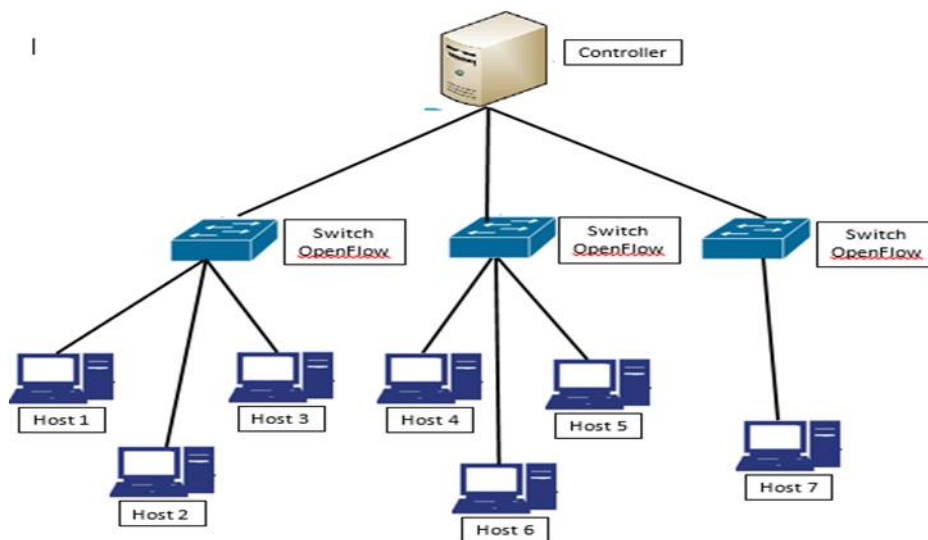 Controller
Switch
OpenFlow
Switch
OpenFlow
Switch
OpenFlow
Host 1
Host 3
Host 4
Host 5
Host 2
Host 6
Host 7